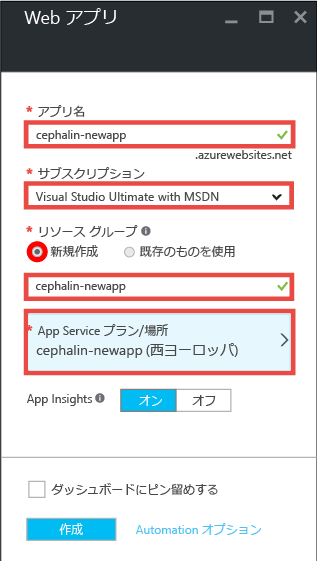 Web アプリ
* アプリ名
cephalin-newapp
.azurewebsites.net
* サブスクリプション
Visual Studio Ultimate with MSDN
* リソース グループ
新規作成 既存のものを使用
cephalin-newapp
* App Service プラン/場所
cephalin-newapp (西ヨーロッパ)
App Insights オン オフ
ダッシュボードにピン留めする
作成 Automation オプション